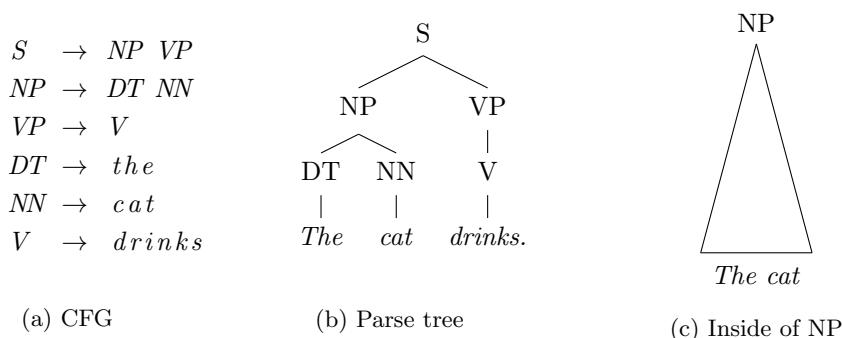 S → NP VP
NP → DT NN
VP → V
DT → the
NN → cat
V → drinks
(a) CFG
S
NP VP
DT NN V
The cat drinks.
(b) Parse tree
NP
The cat
(c) Inside of NP